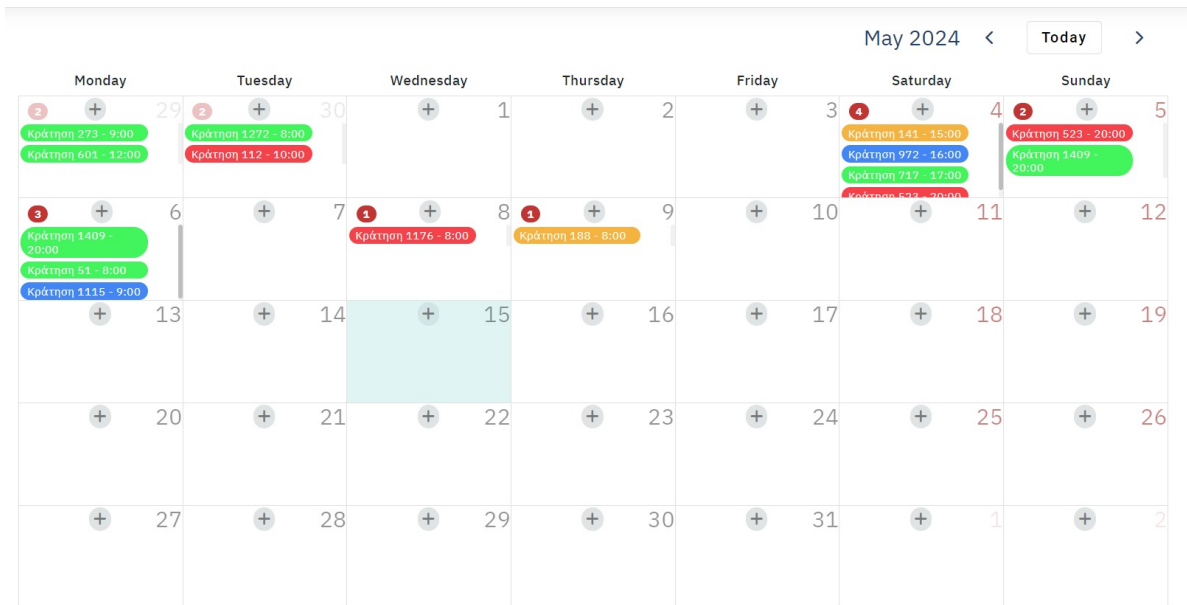 May 2024 < Today >
Monday Tuesday Wednesday Thursday Friday Saturday Sunday
2 + 29 2 + 30 + 1 + 2 + 3 4 + 4 2 + 5
Κράτηση 273 - 9:00
Κράτηση 601 - 12:00
Κράτηση 1272 - 8:00
Κράτηση 112 - 10:00
Κράτηση 141 - 15:00
Κράτηση 972 - 16:00
Κράτηση 717 - 17:00
Κράτηση 523 - 20:00
Κράτηση 523 - 20:00
Κράτηση 1409 -
20:00
3 + 6 + 7 1 + 8 1 + 9 + 10 + 11 + 12
Κράτηση 1409 -
20:00
Κράτηση 51 - 8:00
Κράτηση 1115 - 9:00
Κράτηση 1176 - 8:00
Κράτηση 188 - 8:00
+ 13 + 14 + 15 + 16 + 17 + 18 + 19
+ 20 + 21 + 22 + 23 + 24 + 25 + 26
+ 27 + 28 + 29 + 30 + 31 + 1 + 2